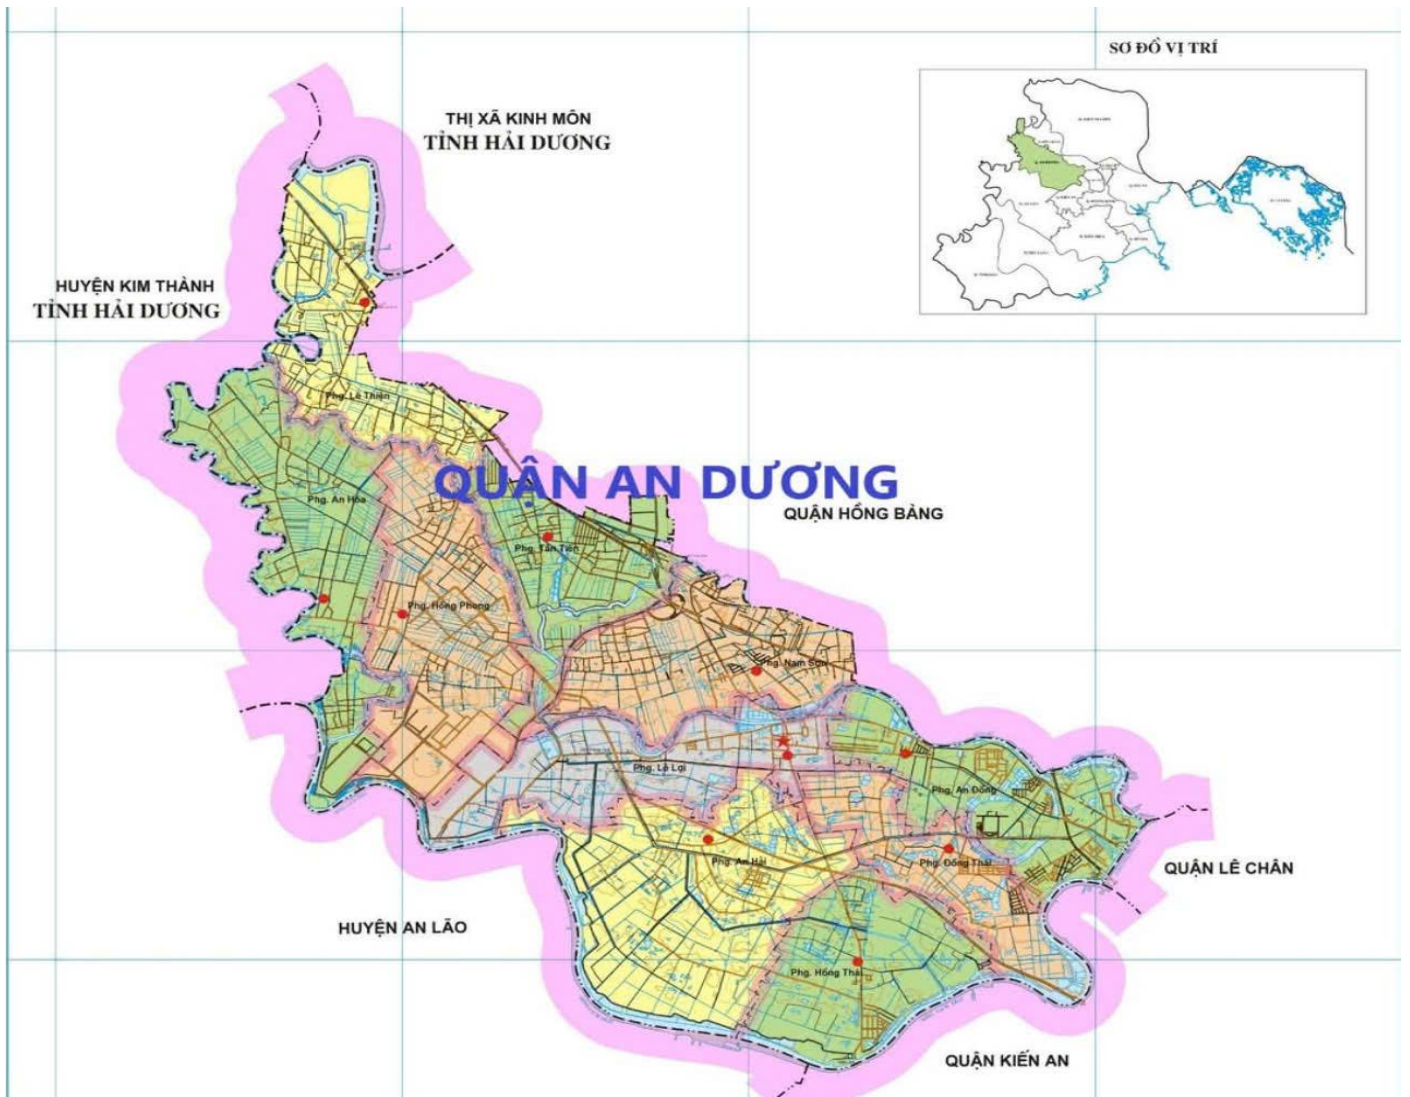 SƠ ĐỒ VỊ TRÍ
THỊ XÃ KINH MÔN
TỈNH HẢI DƯƠNG
HUYỆN KIM THÀNH
TỈNH HẢI DƯƠNG
Phg. Lê Thiện
QUẬN AN DƯƠNG
Phg. An Hòa
QUẬN HỒNG BÀNG
Phg. Tân Tiến
Phg. Hồng Phong
Phg. Nam Sơn
Phg. Lê Lợi
Phg. An Đồng
Phg. An Hải
Phg. Đồng Thái
QUẬN LÊ CHÂN
HUYỆN AN LÃO
Phg. Hồng Thái
QUẬN KIẾN AN